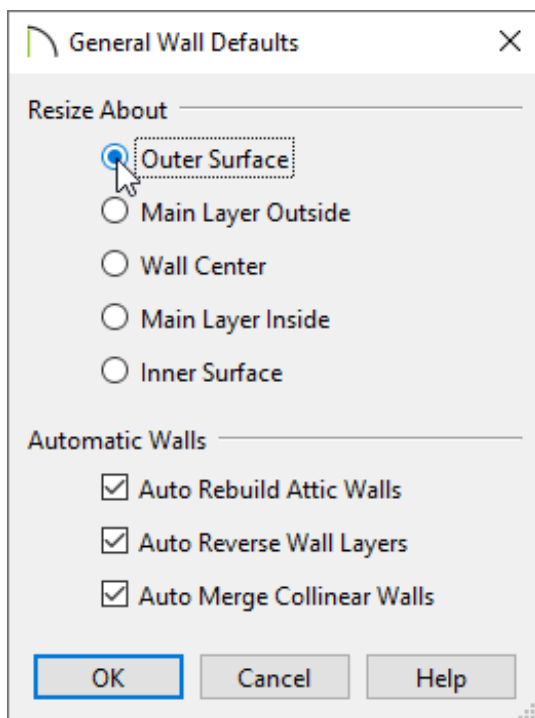 General Wall Defaults
Resize About
Outer Surface
Main Layer Outside
Wall Center
Main Layer Inside
Inner Surface
Automatic Walls
Auto Rebuild Attic Walls
Auto Reverse Wall Layers
Auto Merge Collinear Walls
OK Cancel Help